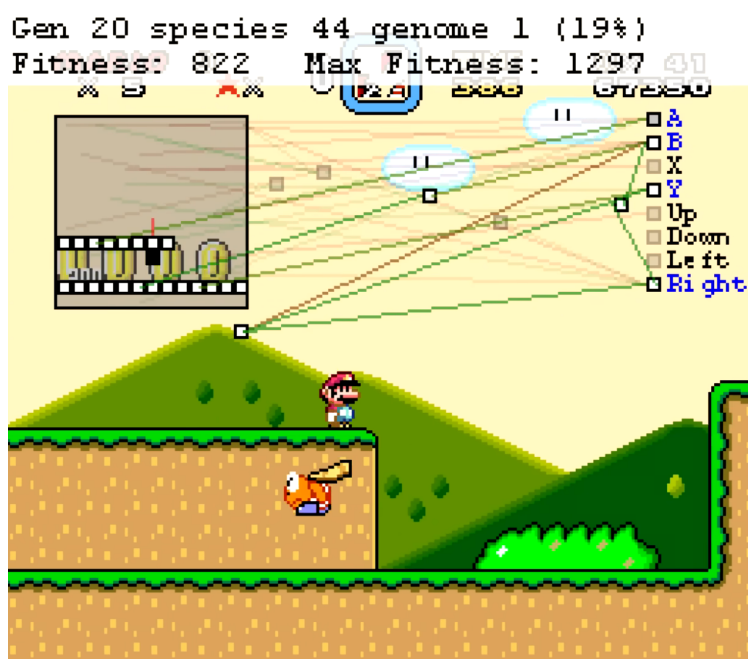 Gen 20 species 44 genome 1 (19%)
Fitness: 822 Max Fitness: 1297
A
B
X
Y
Up
Down
Left
Right